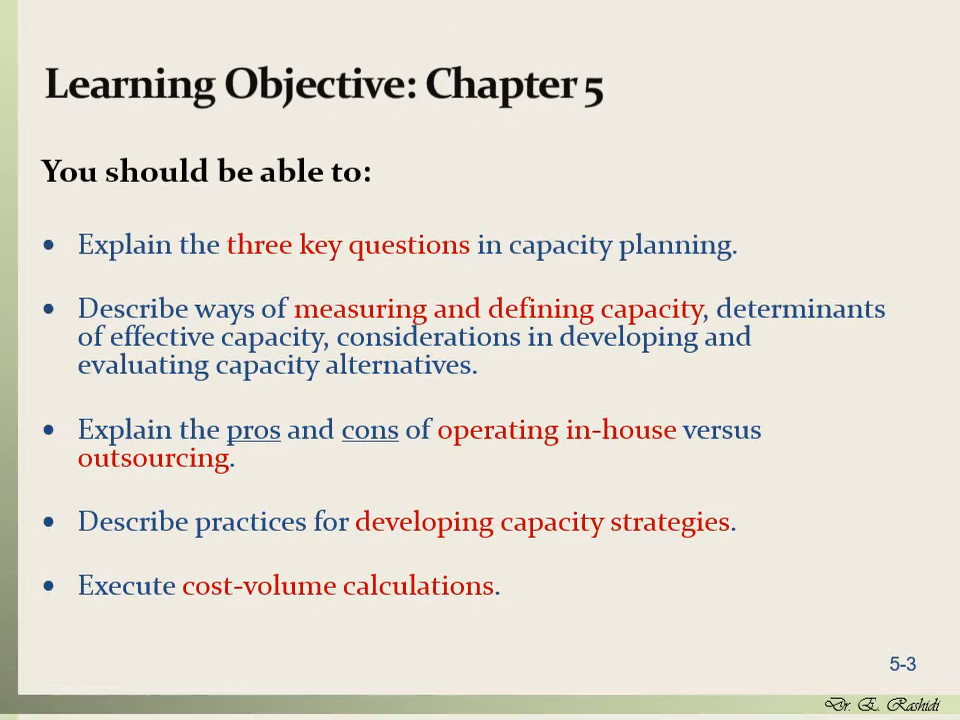 Learning Objective: Chapter 5
You should be able to:
• Explain the three key questions in capacity planning.
• Describe ways of measuring and defining capacity, determinants
of effective capacity, considerations in developing and
evaluating capacity alternatives.
• Explain the pros and cons of operating in-house versus
outsourcing.
• Describe practices for developing capacity strategies.
• Execute cost-volume calculations.
5-3
Dr. E. Rashidi